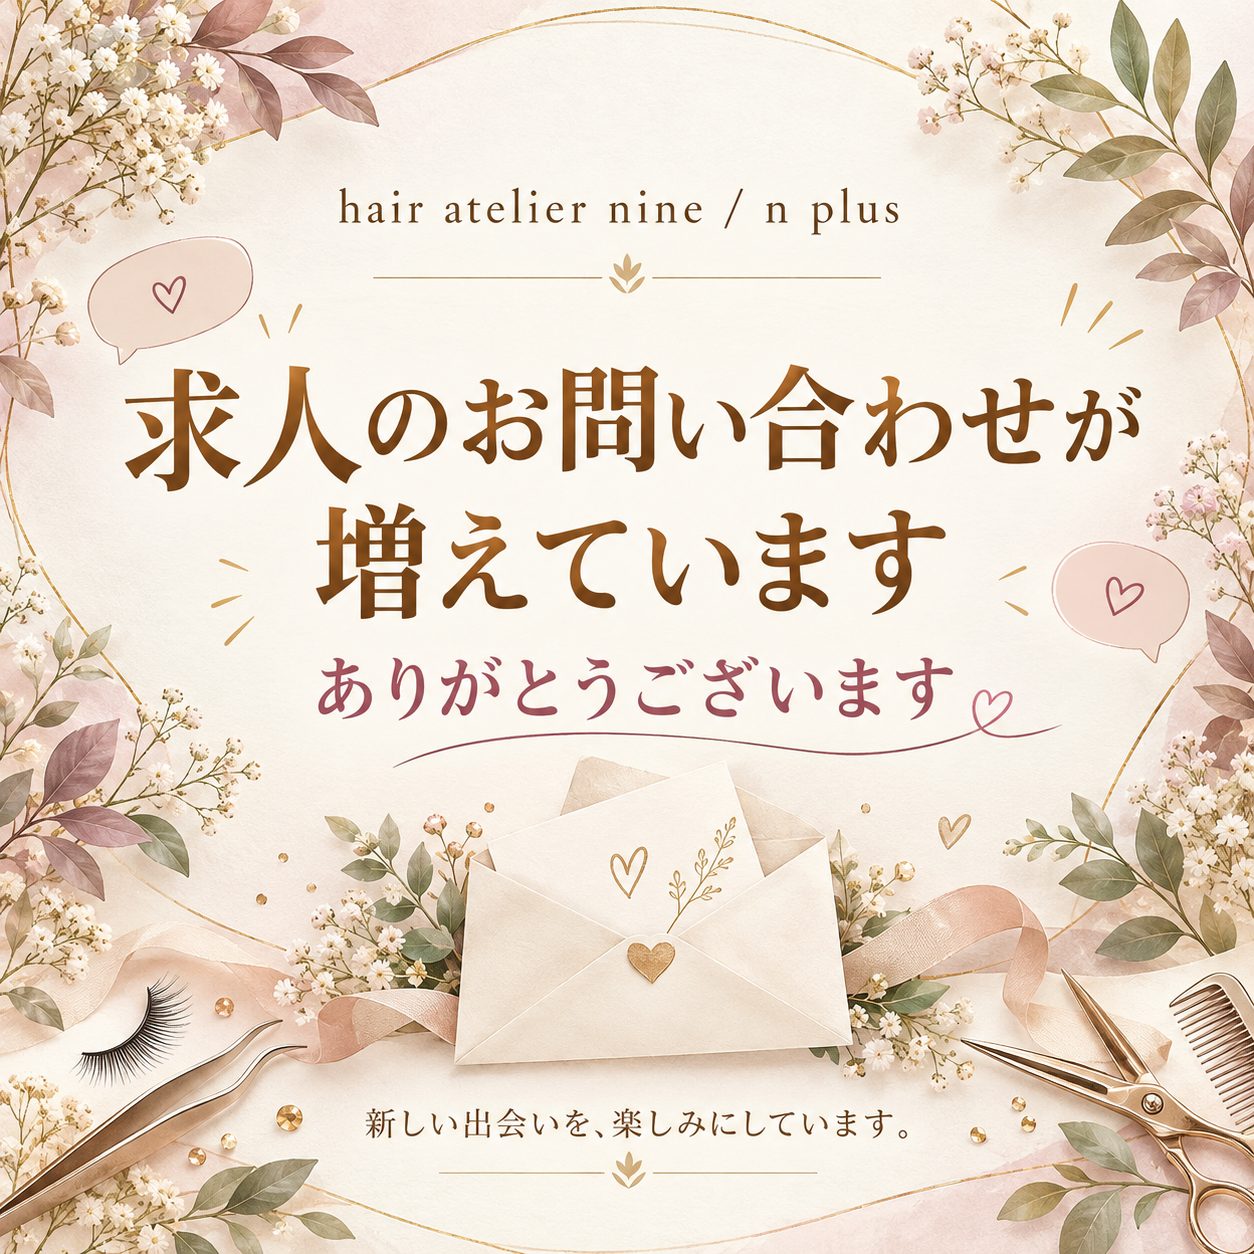 hair atelier nine / n plus
求人のお問い合わせが
増えています
ありがとうございます
新しい出会いを、楽しみにしています。